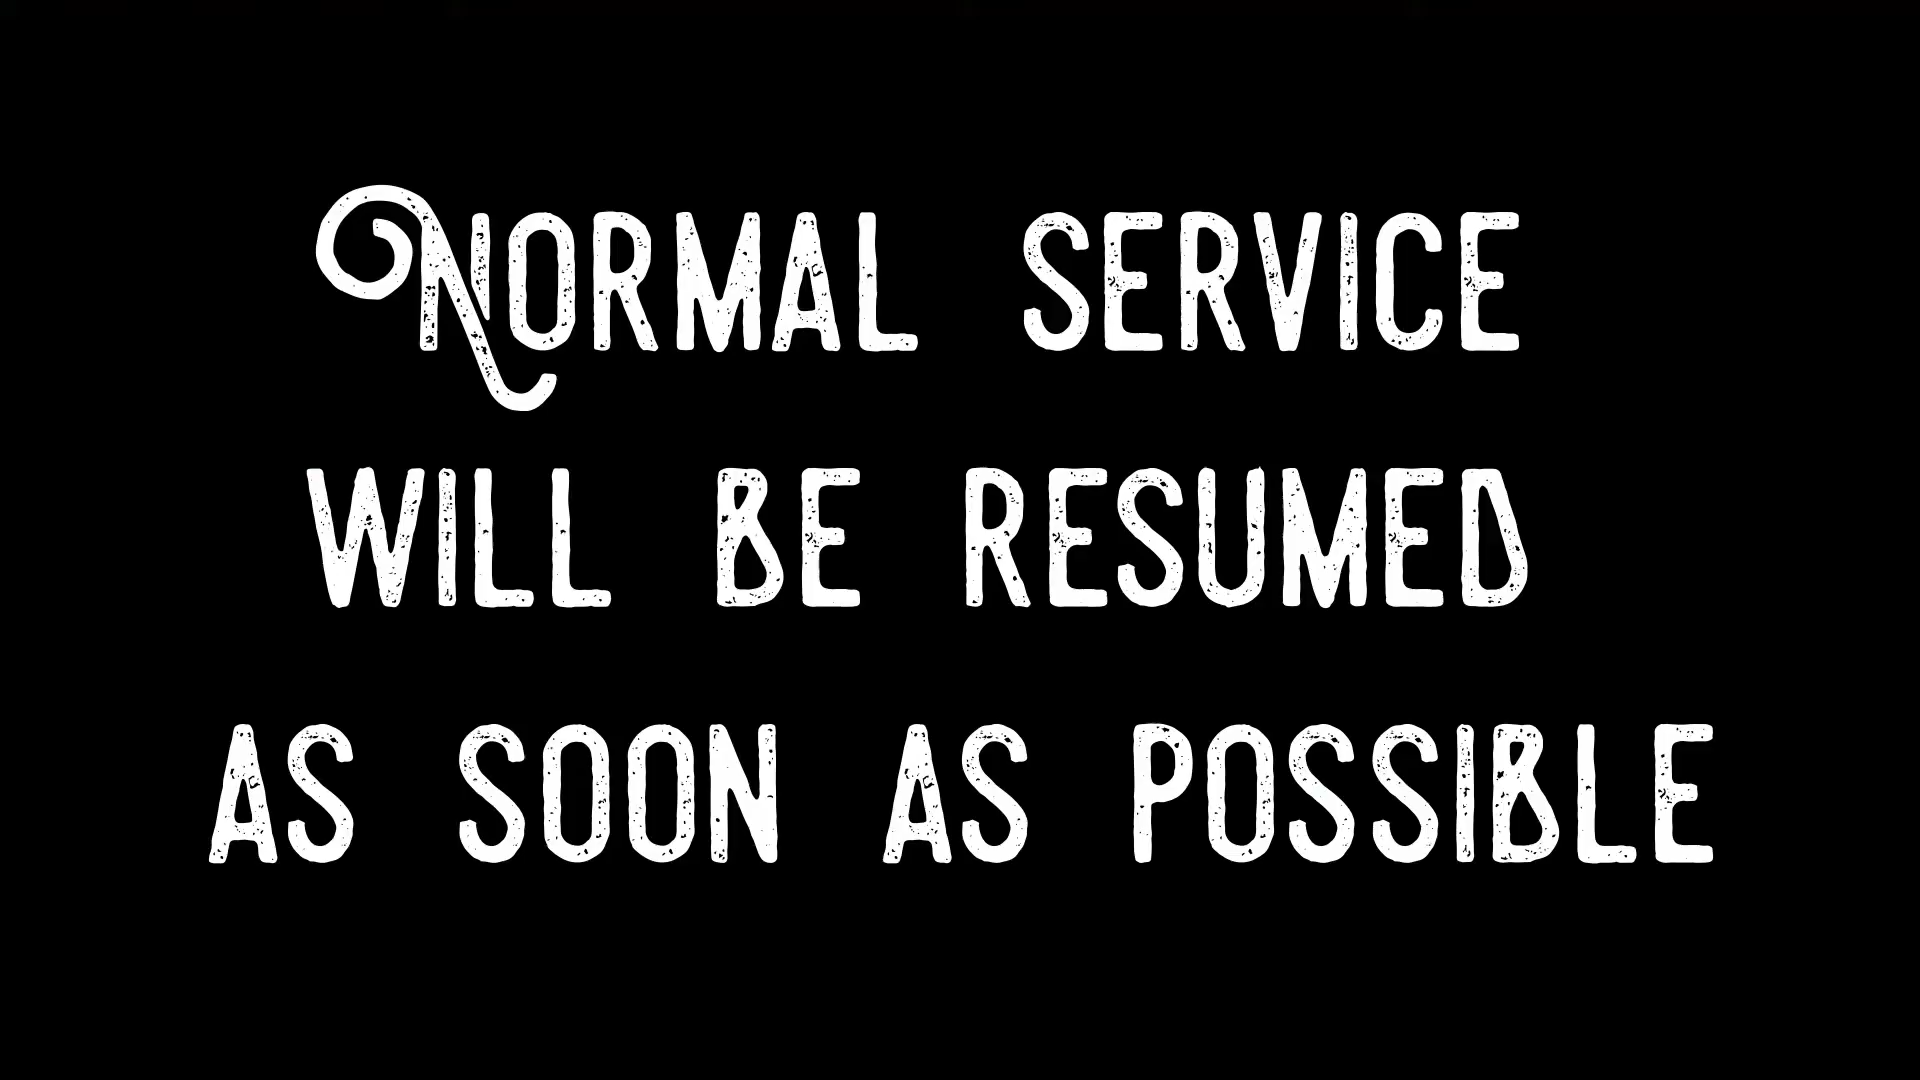 Normal service
will be resumed
as soon as possible